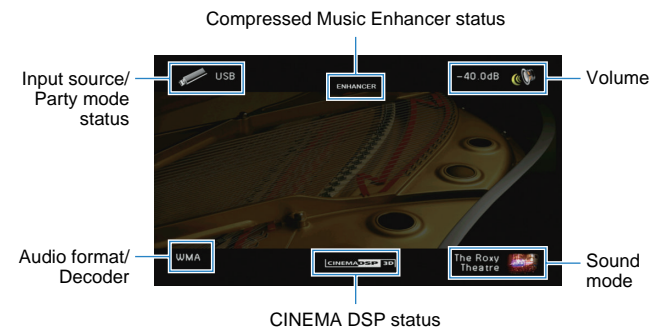 Compressed Music Enhancer status
Input source/
Party mode
status
USB
ENHANCER
-40.0dB
Volume
Audio format/
Decoder
WMA
CINEMA DSP 3D
The Roxy
Theatre
Sound
mode
CINEMA DSP status